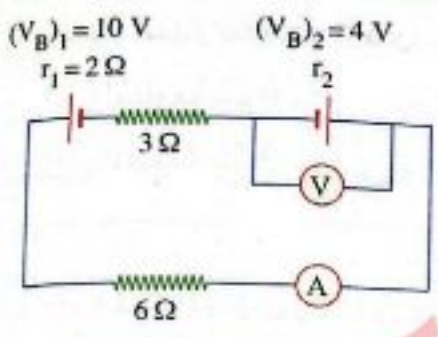 (V_B)_1 = 10 V
(V_B)_2 = 4 V
r_1 = 2 Ω
r_2
3 Ω
V
6 Ω
A